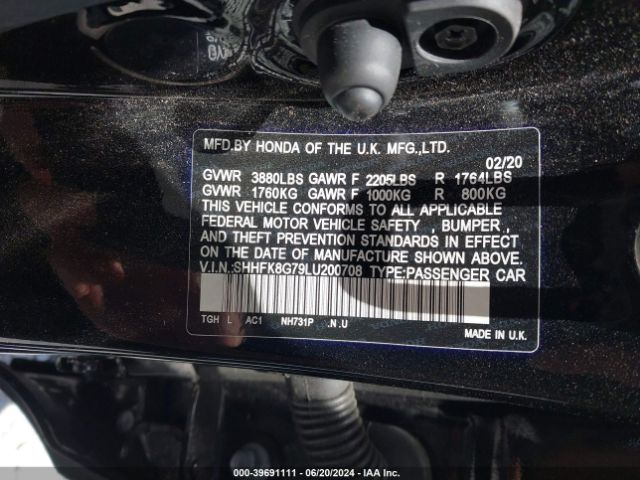 MFD.BY HONDA OF THE U.K. MFG.,LTD.
02/20
GVWR 3880LBS GAWR F 2205LBS R 1764LBS
GVWR 1760KG GAWR F 1000KG R 800KG
THIS VEHICLE CONFORMS TO ALL APPLICABLE
FEDERAL MOTOR VEHICLE SAFETY , BUMPER ,
AND THEFT PREVENTION STANDARDS IN EFFECT
ON THE DATE OF MANUFACTURE SHOWN ABOVE.
V.I.N.:SHHFK8G79LU200708 TYPE:PASSENGER CAR
TGH L AC1 NH731P .N .U
MADE IN U.K.
000-39691111 - 06/20/2024 - IAA Inc.